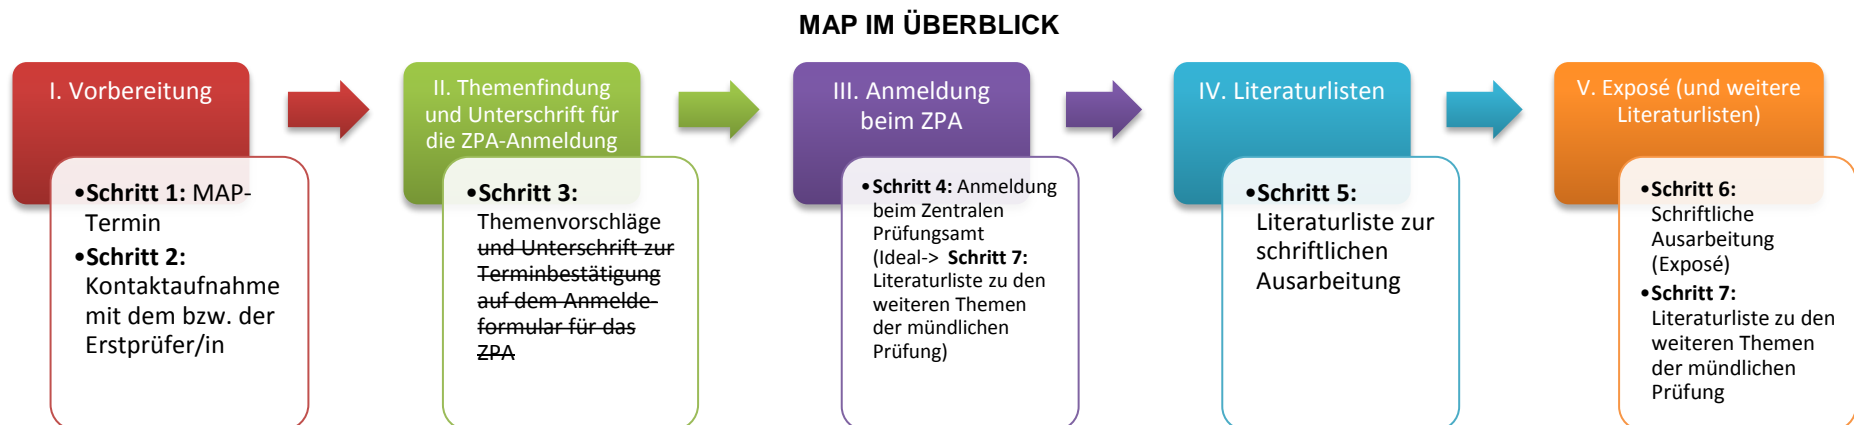 MAP IM ÜBERBLICK
I. Vorbereitung
•Schritt 1: MAP-
Termin
•Schritt 2:
Kontaktaufnahme
mit dem bzw. der
Erstprüfer/in
II. Themenfindung
und Unterschrift für
die ZPA-Anmeldung
•Schritt 3:
Themenvorschläge
und Unterschrift zur
Terminbestätigung
auf dem Anmelde-
formular für das
ZPA
III. Anmeldung
beim ZPA
•Schritt 4: Anmeldung
beim Zentralen
Prüfungsamt
(Ideal-> Schritt 7:
Literaturliste zu den
weiteren Themen
der mündlichen
Prüfung)
IV. Literaturlisten
•Schritt 5:
Literaturliste zur
schriftlichen
Ausarbeitung
V. Exposé (und weitere
Literaturlisten)
•Schritt 6:
Schriftliche
Ausarbeitung
(Exposé)
•Schritt 7:
Literaturliste zu den
weiteren Themen
der mündlichen
Prüfung